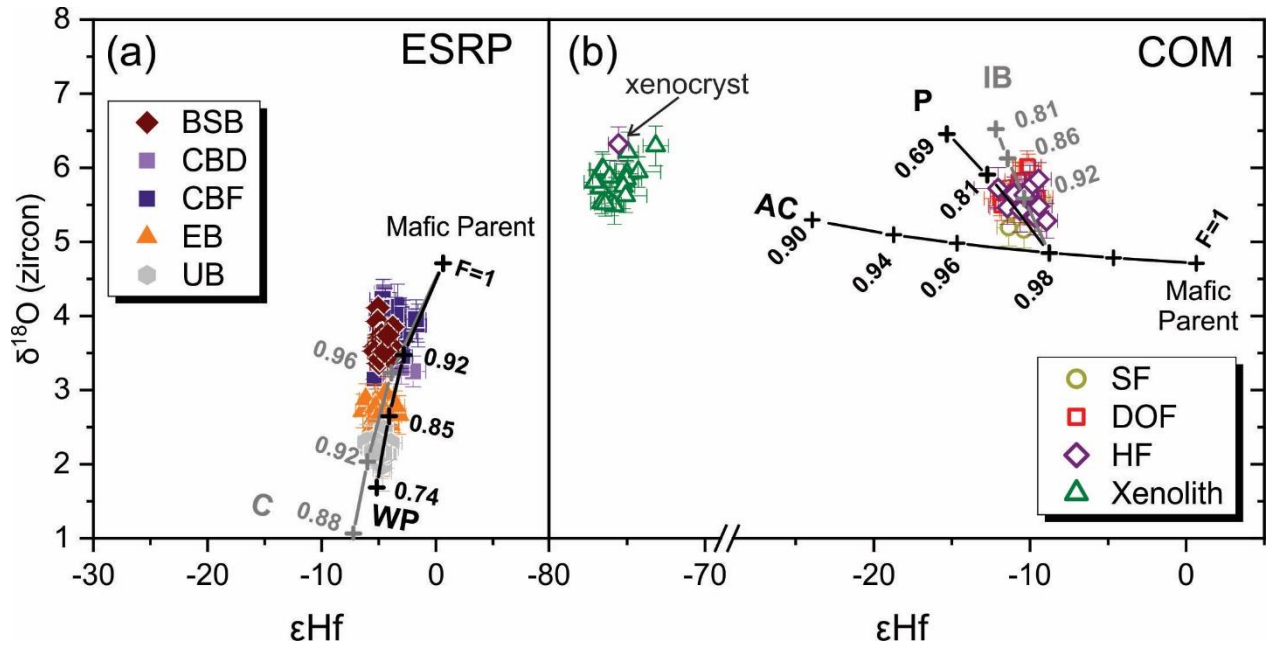 (a)
ESRP
BSB
CBD
CBF
EB
UB
Mafic Parent
F=1
0.96
0.92
0.85
0.92
0.74
C
0.88
WP
(b)
COM
xenocryst
P
IB
0.81
0.86
0.69
0.92
0.81
AC
0.90
0.94
0.96
0.98
F=1
Mafic
Parent
SF
DOF
HF
Xenolith
δ¹⁸O (zircon)
8
7
6
5
4
3
2
1
-30
-20
-10
0
-80
-70
-20
-10
0
εHf
εHf